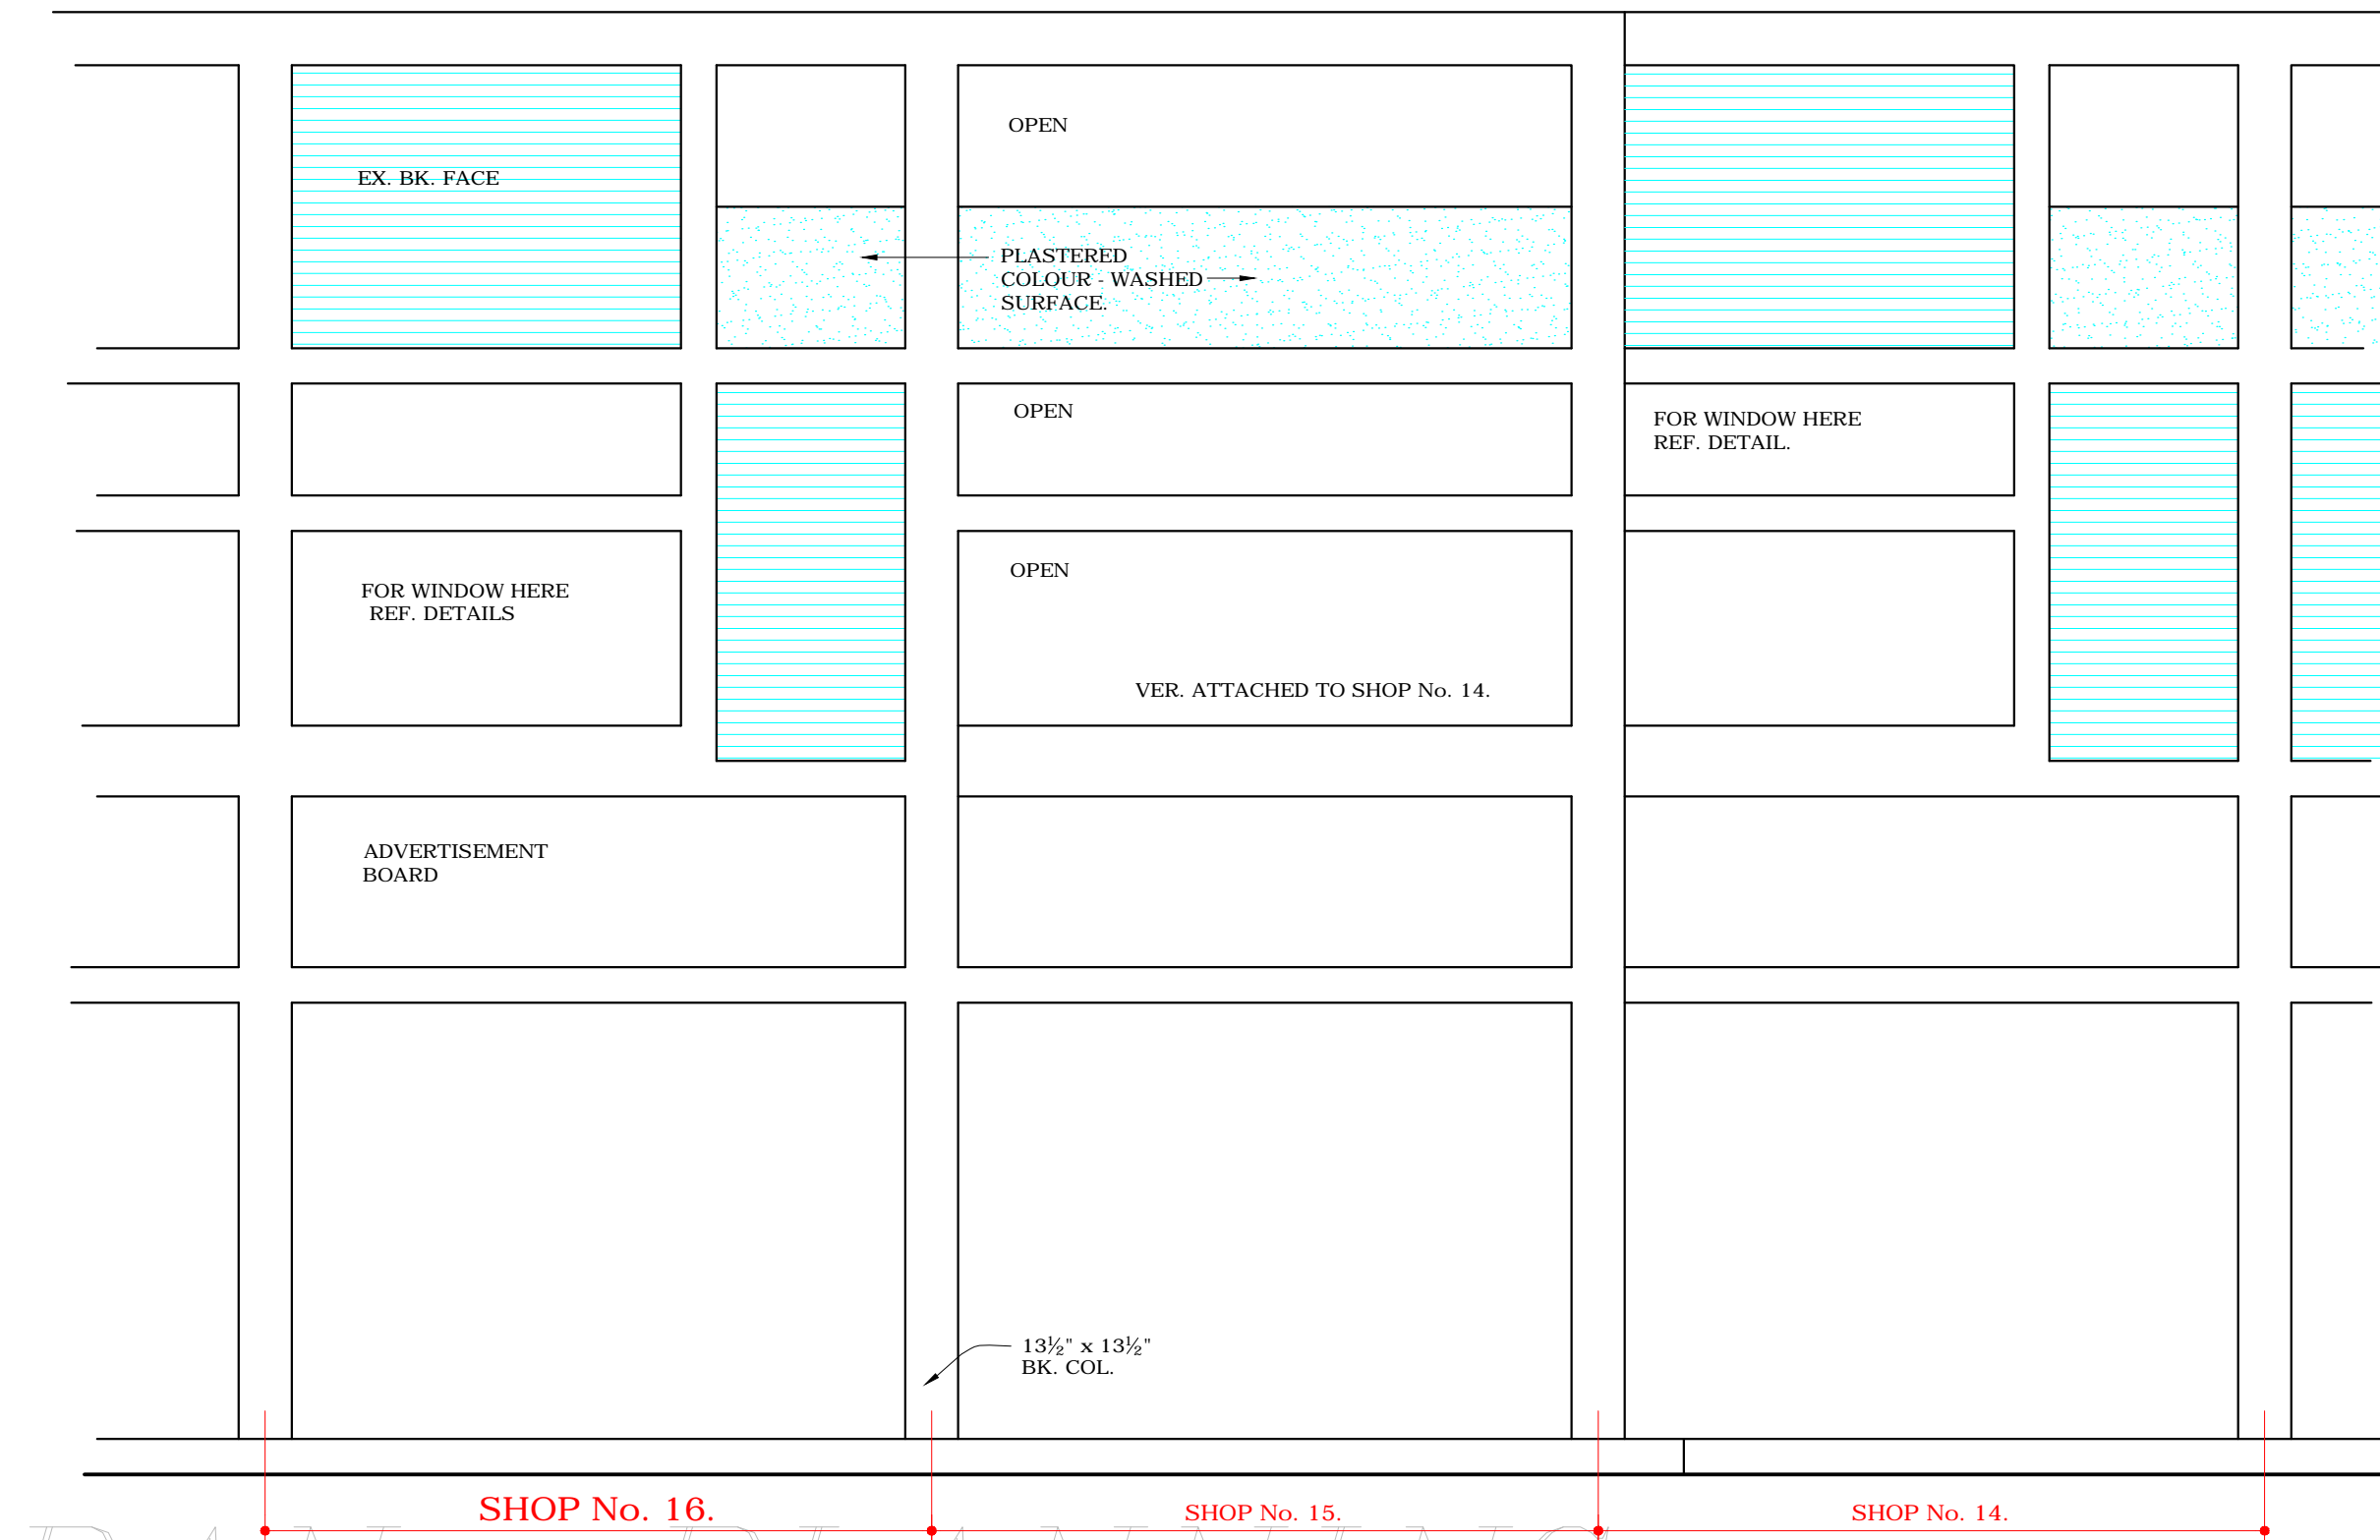 OPEN
EX. BK. FACE
PLASTERED
COLOUR - WASHED
SURFACE.
OPEN
FOR WINDOW HERE
REF. DETAIL.
OPEN
FOR WINDOW HERE
REF. DETAILS
VER. ATTACHED TO SHOP No. 14.
ADVERTISEMENT
BOARD
13½" x 13½"
BK. COL.
SHOP No. 16.
SHOP No. 15.
SHOP No. 14.